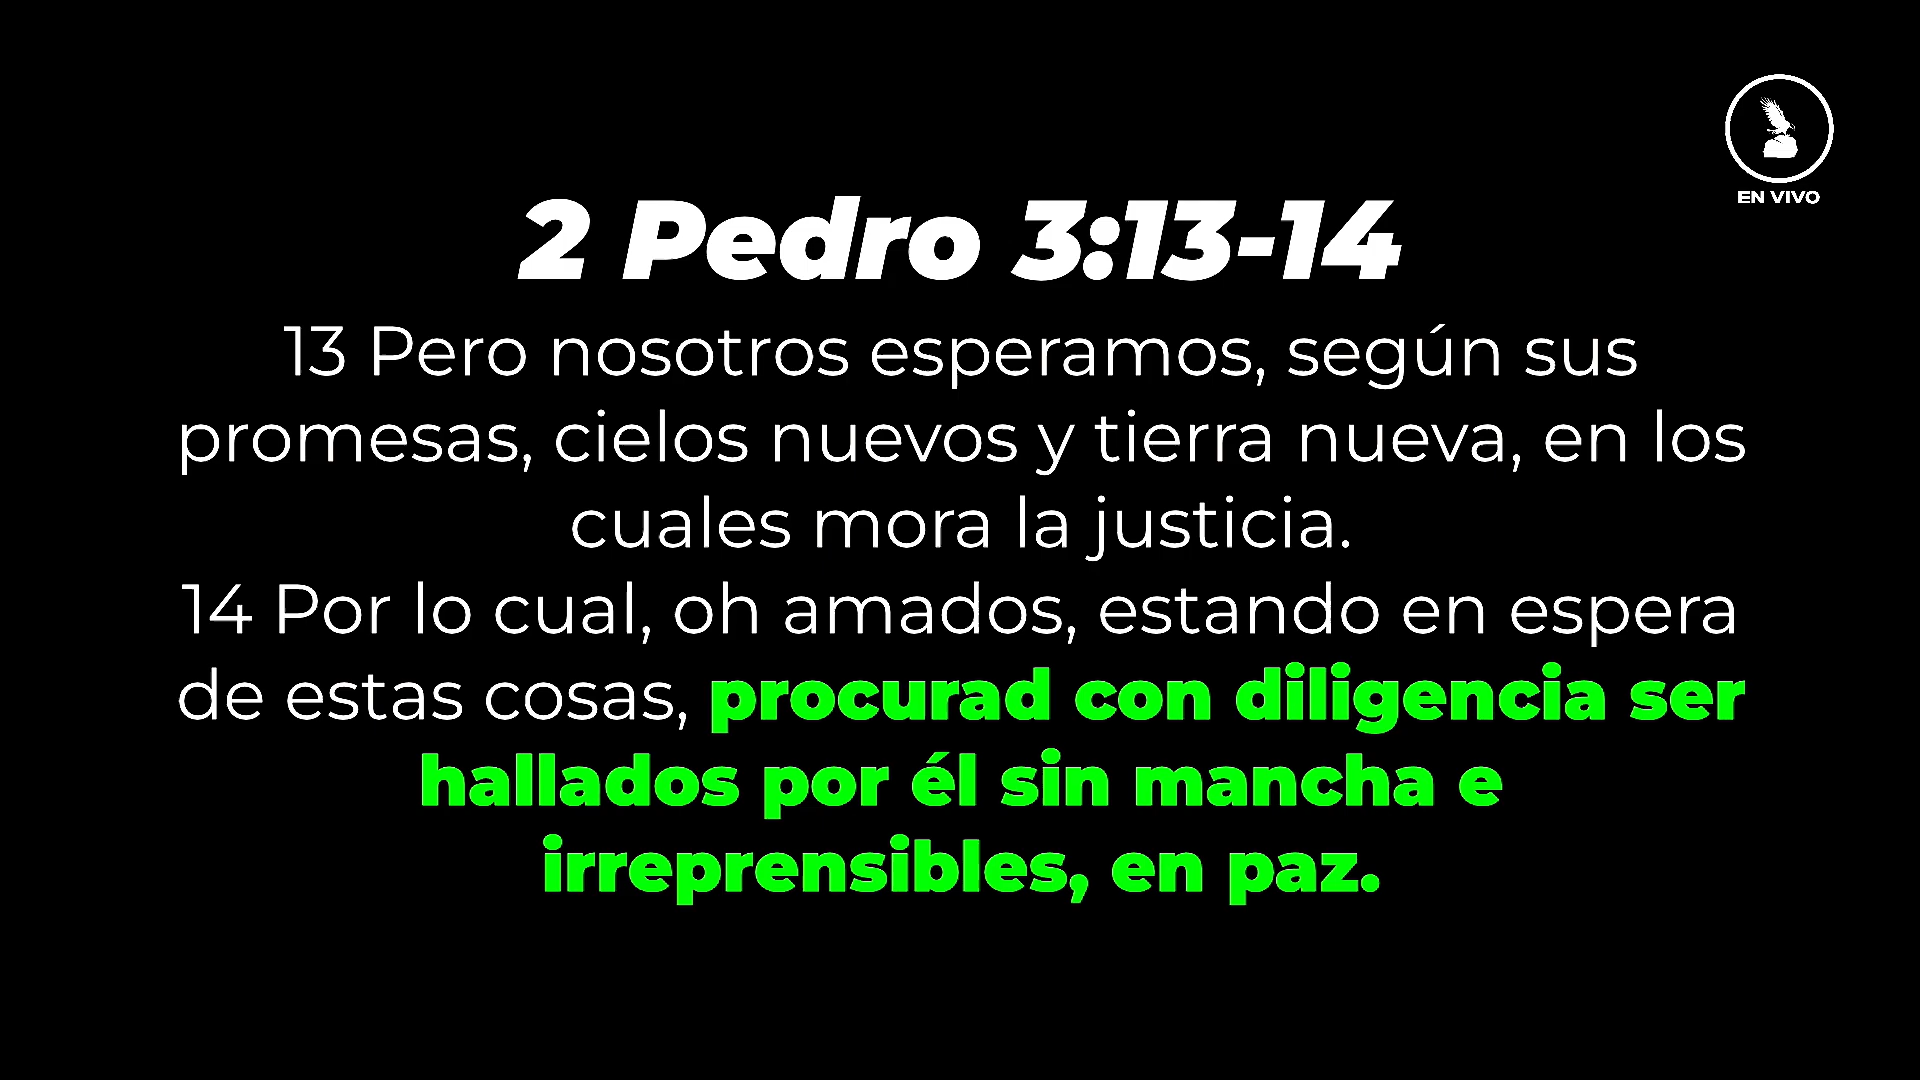 EN VIVO
2 Pedro 3:13-14
13 Pero nosotros esperamos, según sus
promesas, cielos nuevos y tierra nueva, en los
cuales mora la justicia.
14 Por lo cual, oh amados, estando en espera
de estas cosas, procurad con diligencia ser
hallados por él sin mancha e
irreprensibles, en paz.